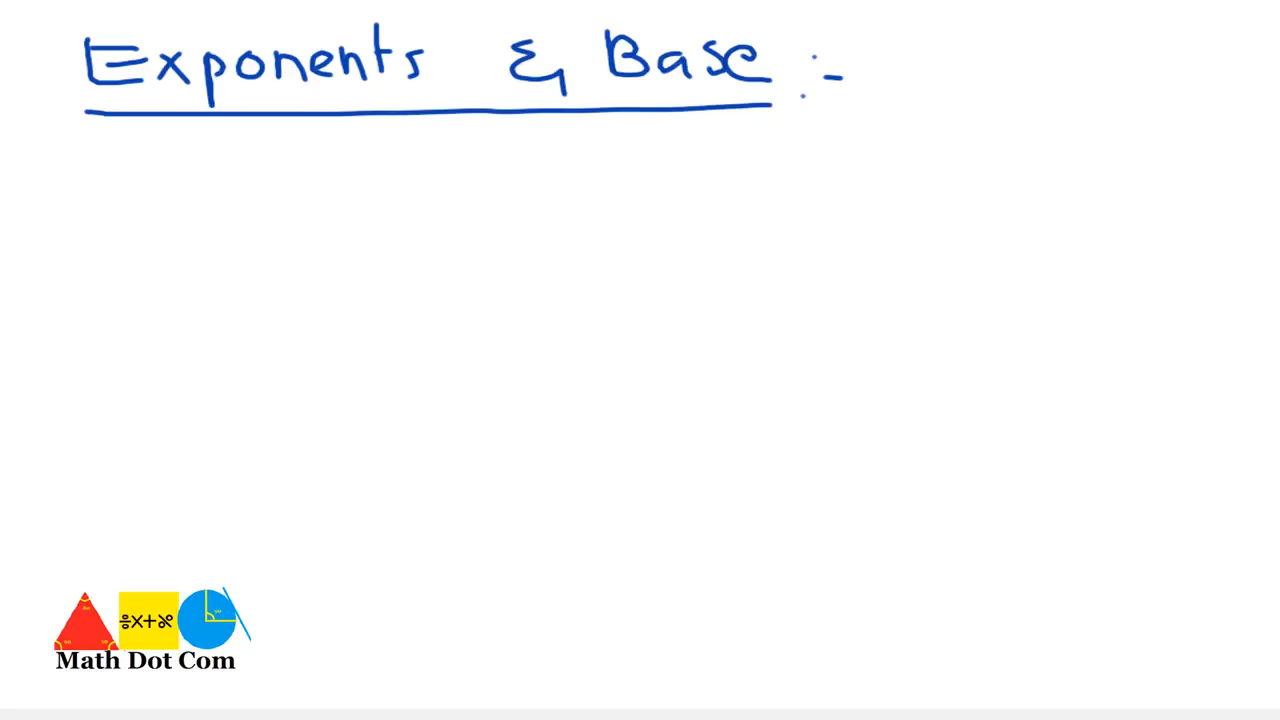 Exponents & Base :-
÷x+%
Math Dot Com